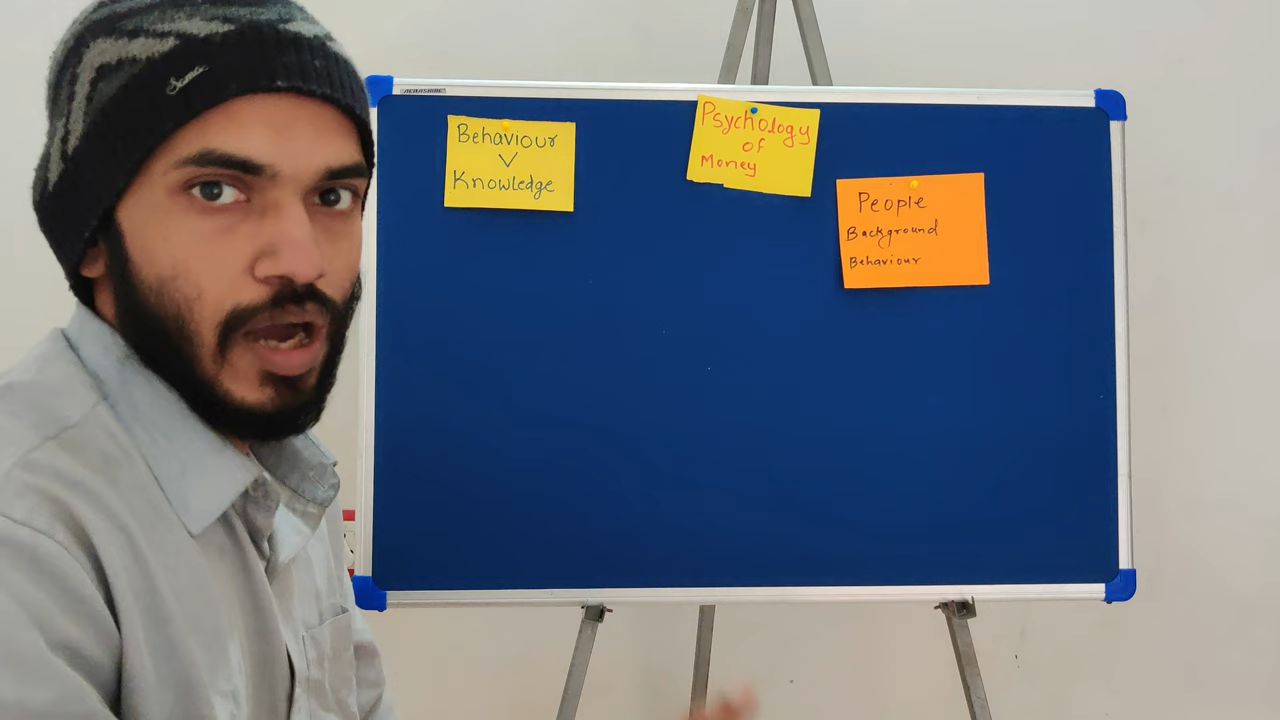 Behaviour
V
Knowledge
Psychology
of
Money
People
Background
Behaviour